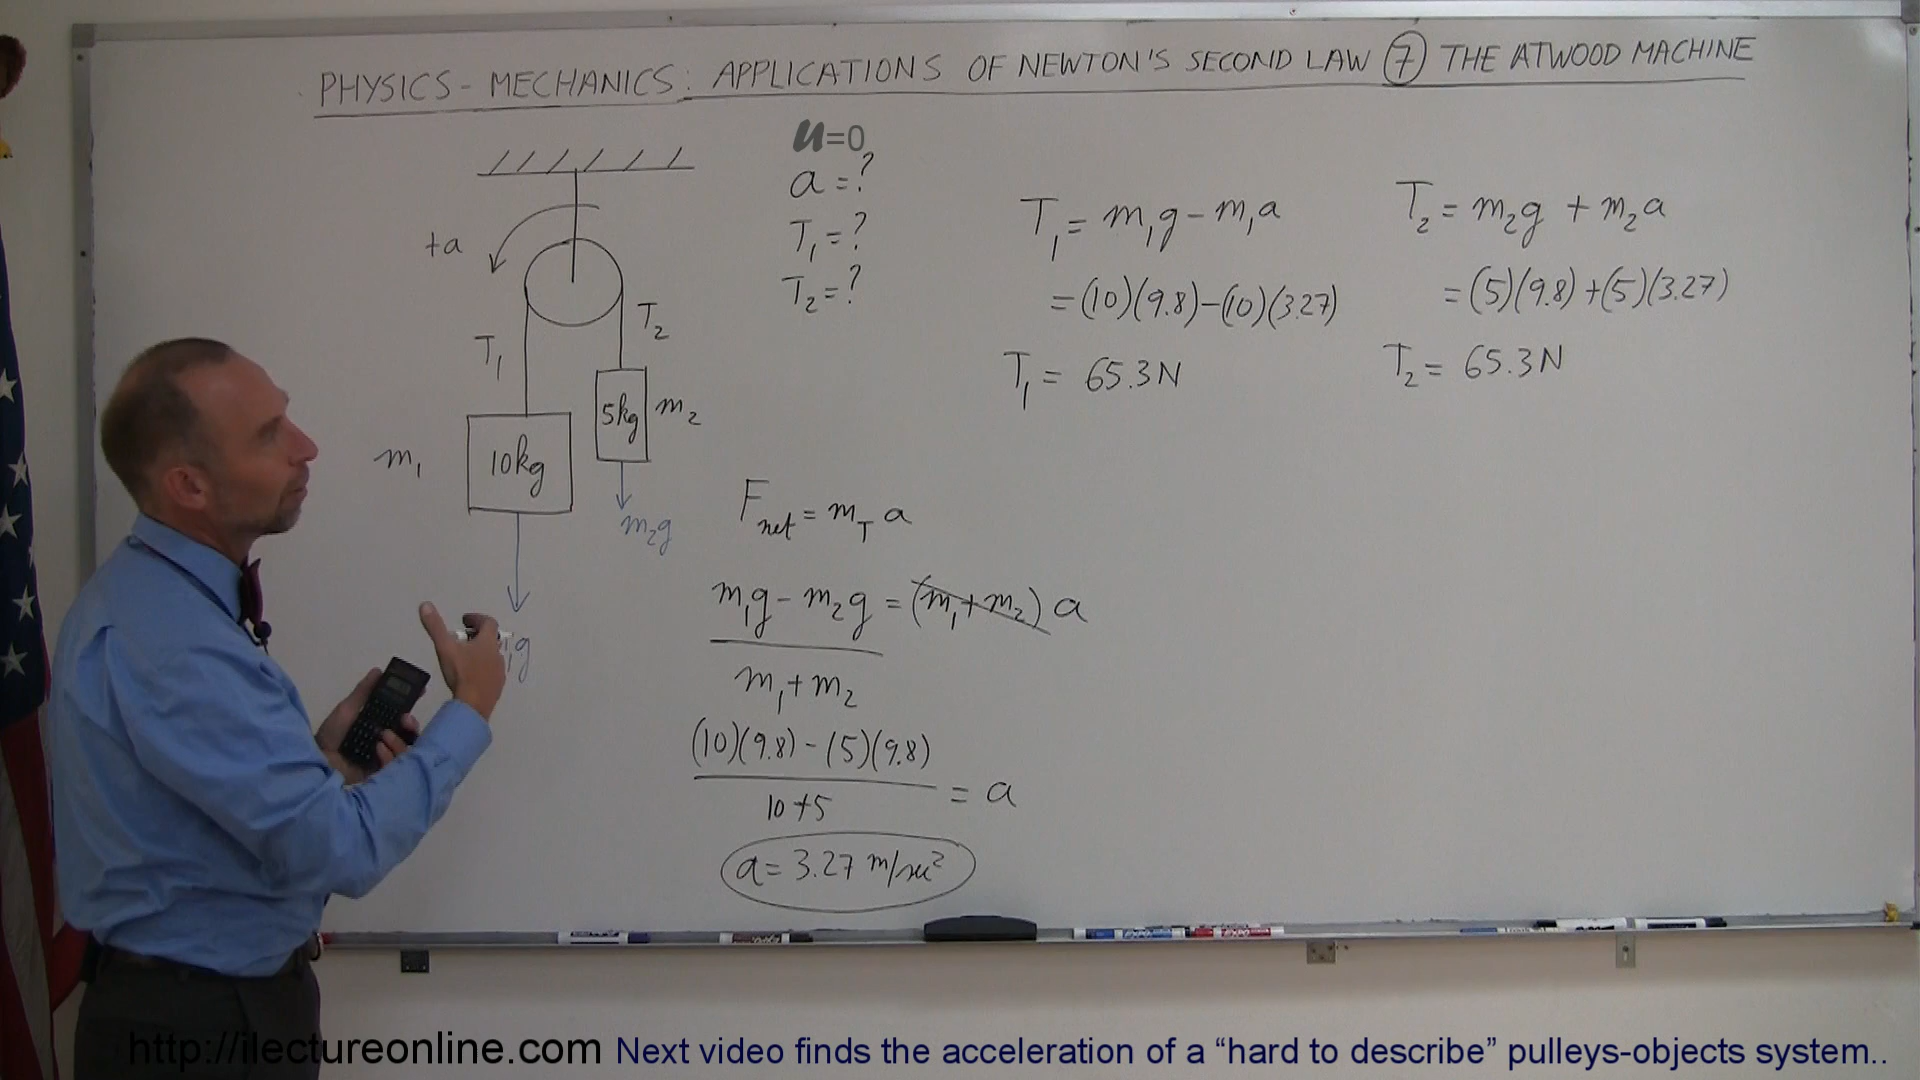 PHYSICS - MECHANICS: APPLICATIONS OF NEWTON'S SECOND LAW ⑦ THE ATWOOD MACHINE
u=0
a = ?
T₁ = ?
T₂ = ?
+a
T₁
T₂
m₁
10kg
5kg
m₂
m₂g
₁g
F_net = m_T a
m₁g - m₂g = (m₁+m₂) a
m₁+m₂
(10)(9.8) - (5)(9.8)
10+5
= a
a = 3.27 m/sec²
T₁ = m₁g - m₁a
= (10)(9.8) - (10)(3.27)
T₁ = 65.3N
T₂ = m₂g + m₂a
= (5)(9.8) + (5)(3.27)
T₂ = 65.3N
http://ilectureonline.com Next video finds the acceleration of a “hard to describe” pulleys-objects system..